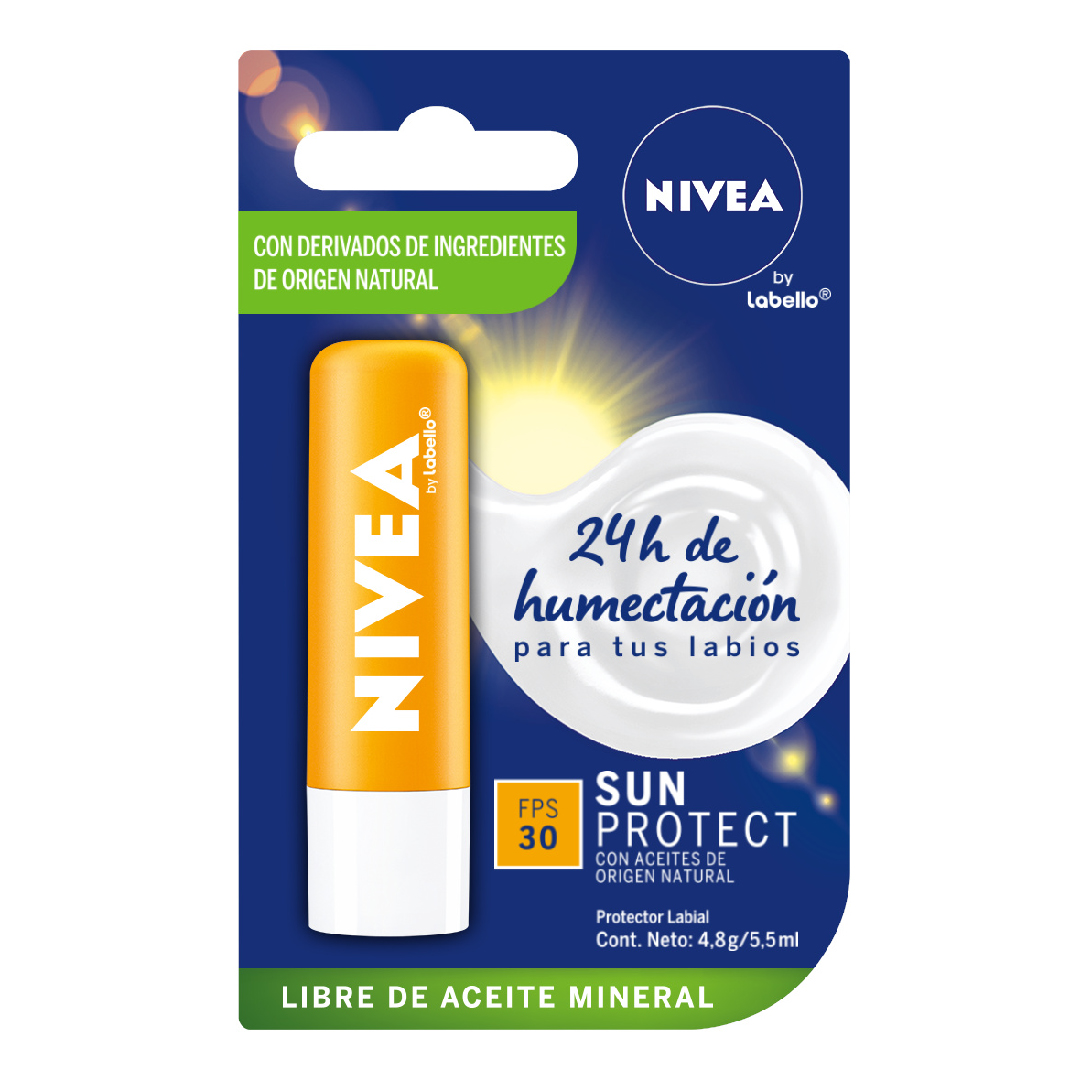 NIVEA
by
Labello®
CON DERIVADOS DE INGREDIENTES
DE ORIGEN NATURAL
NIVEA
by Labello®
24h de
humectación
para tus labios
FPS
30
SUN
PROTECT
CON ACEITES DE
ORIGEN NATURAL
Protector Labial
Cont. Neto: 4,8g/5,5ml
LIBRE DE ACEITE MINERAL